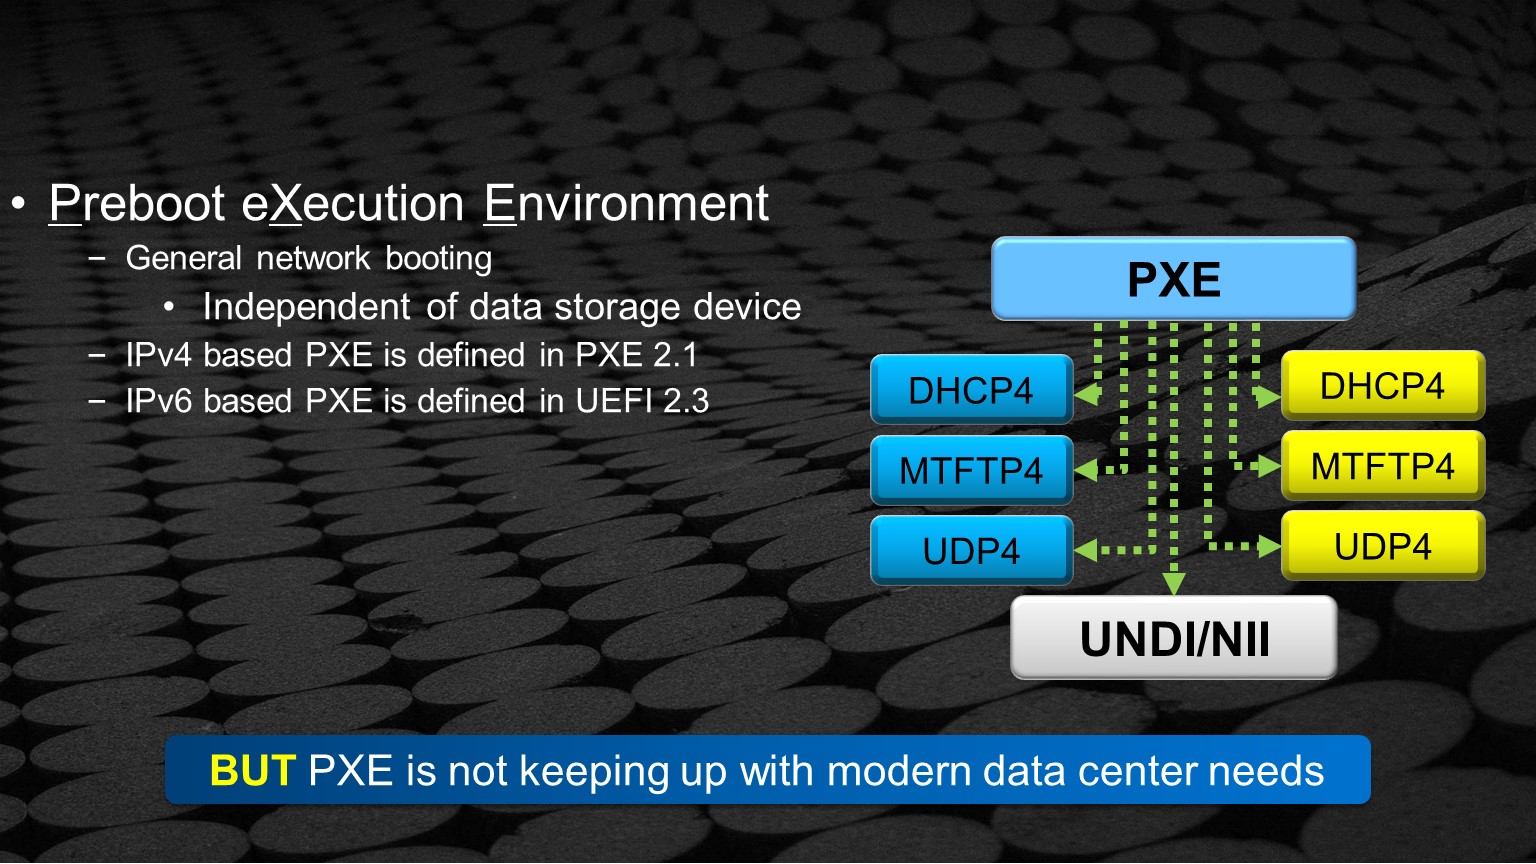 • Preboot eXecution Environment
– General network booting
• Independent of data storage device
– IPv4 based PXE is defined in PXE 2.1
– IPv6 based PXE is defined in UEFI 2.3
PXE
DHCP4
MTFTP4
UDP4
DHCP4
MTFTP4
UDP4
UNDI/NII
BUT PXE is not keeping up with modern data center needs